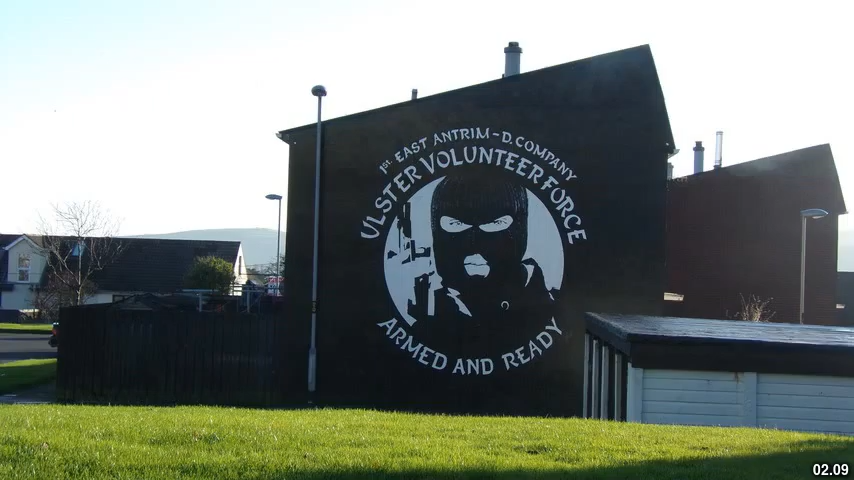 1st EAST ANTRIM - D. COMPANY
ULSTER VOLUNTEER FORCE
ARMED AND READY
02.09